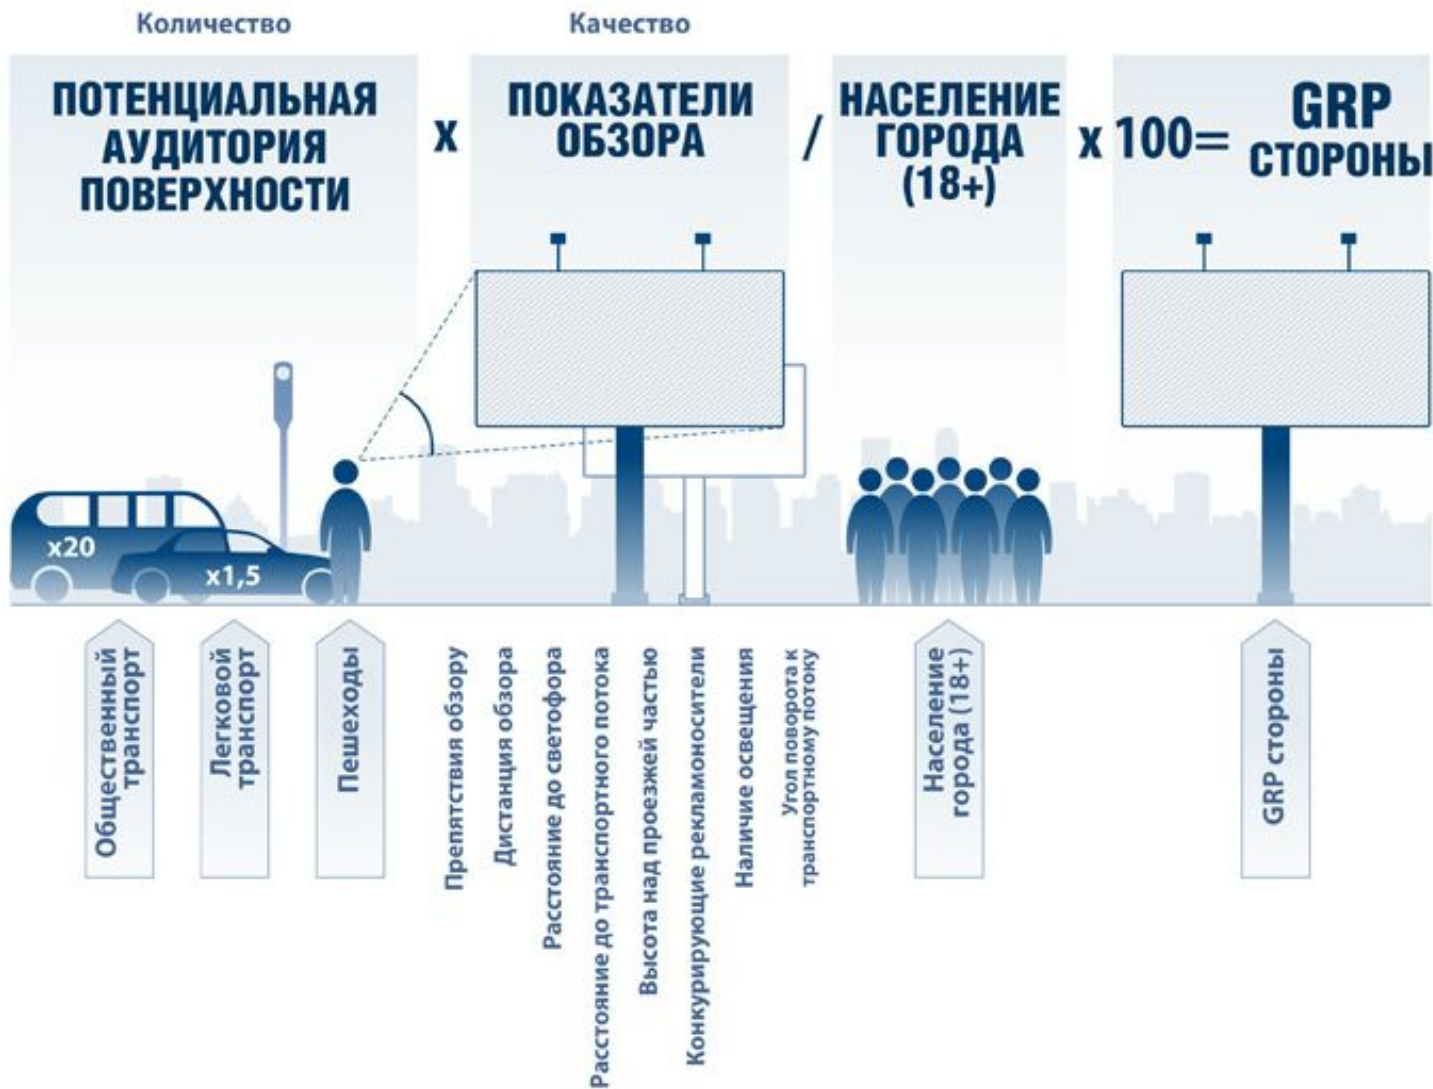 Количество
Качество
ПОТЕНЦИАЛЬНАЯ
АУДИТОРИЯ
ПОВЕРХНОСТИ
х
ПОКАЗАТЕЛИ
ОБЗОРА
/
НАСЕЛЕНИЕ
ГОРОДА
(18+)
х 100=
GRP
СТОРОНЫ
х20
х1,5
Общественный
транспорт
Легковой
транспорт
Пешеходы
Препятствия обзору
Дистанция обзора
Расстояние до светофора
Расстояние до транспортного потока
Высота над проезжей частью
Конкурирующие рекламоносители
Наличие освещения
Угол поворота к
транспортному потоку
Население
города (18+)
GRP стороны